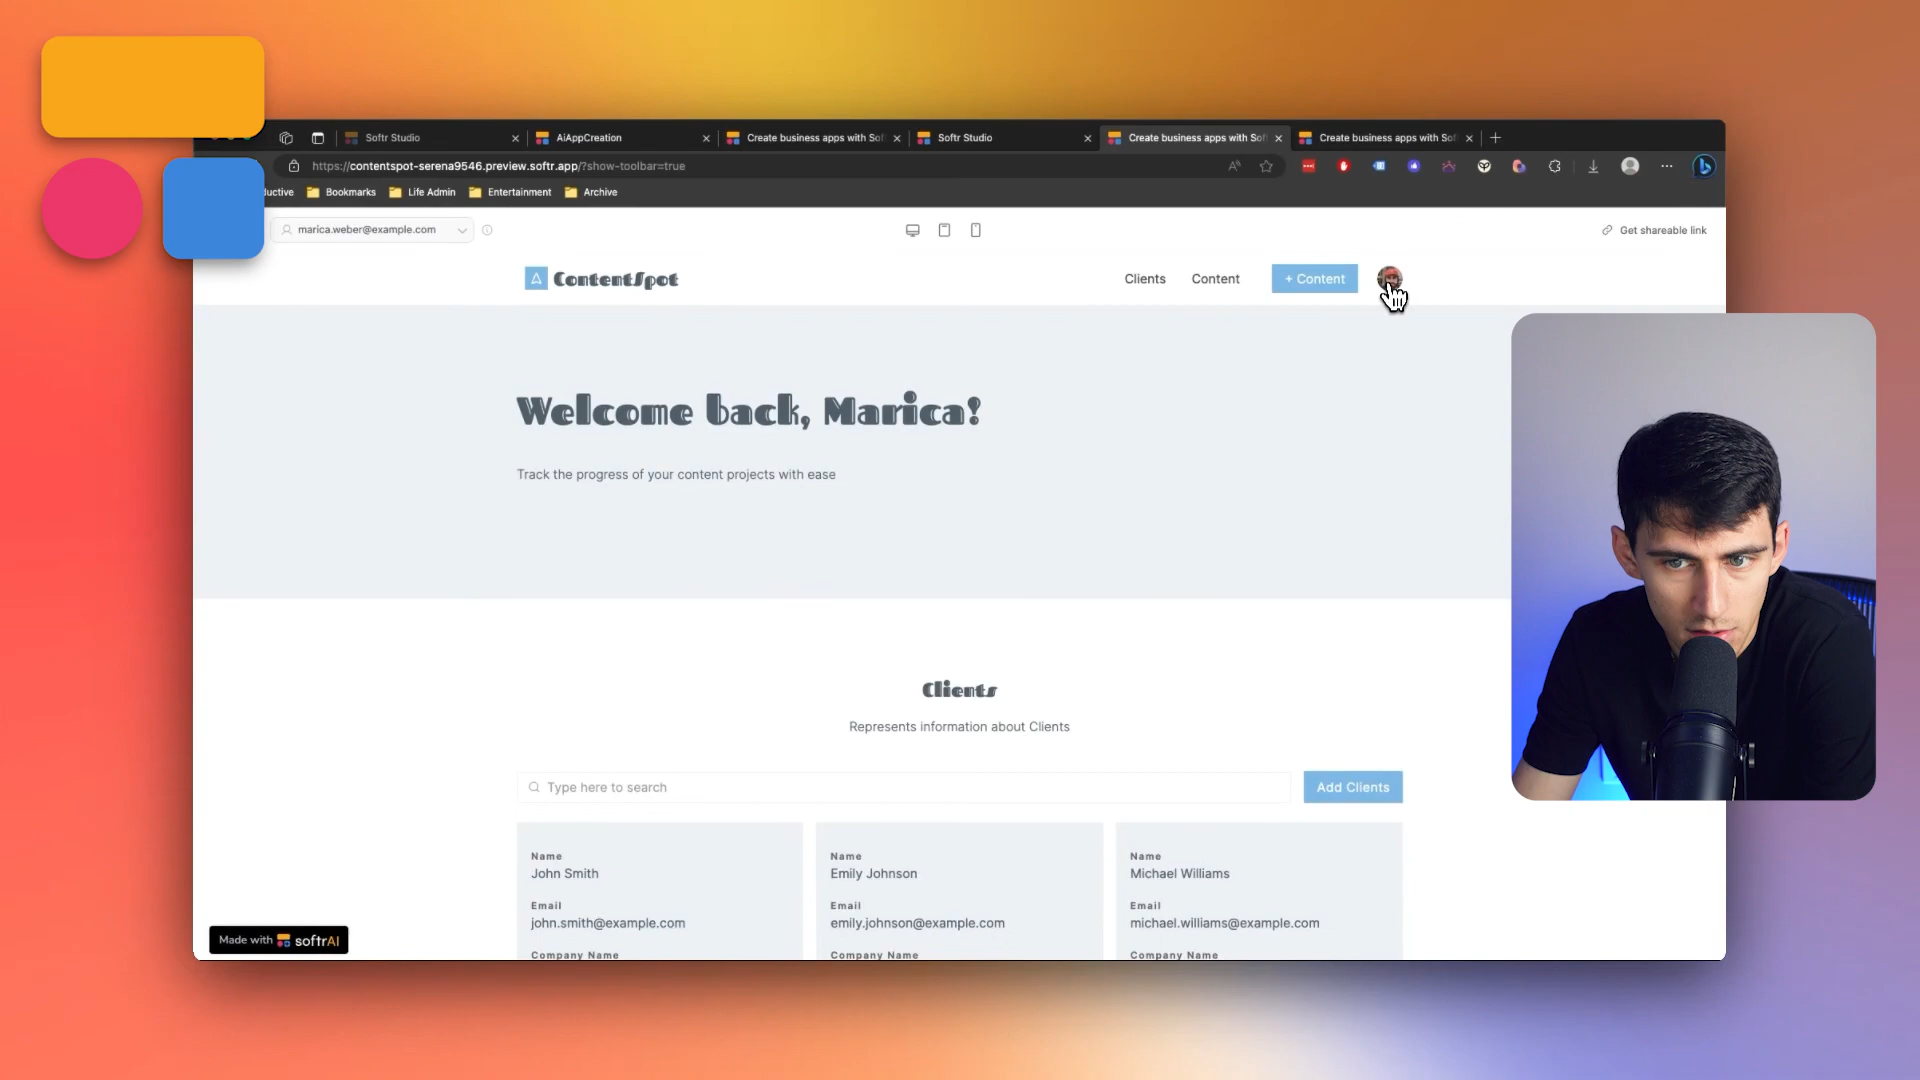 Softr Studio
AiAppCreation
Create business apps with Sof
Softr Studio
Create business apps with Sof
Create business apps with Sof
https://contentspot-serena9546.preview.softr.app/?show-toolbar=true
uctive
Bookmarks
Life Admin
Entertainment
Archive
marica.weber@example.com
Get shareable link
ContentSpot
Clients
Content
+ Content
Welcome back, Marica!
Track the progress of your content projects with ease
Clients
Represents information about Clients
Type here to search
Add Clients
Name
John Smith
Email
john.smith@example.com
Company Name
Name
Emily Johnson
Email
emily.johnson@example.com
Company Name
Name
Michael Williams
Email
michael.williams@example.com
Company Name
Made with softrAI